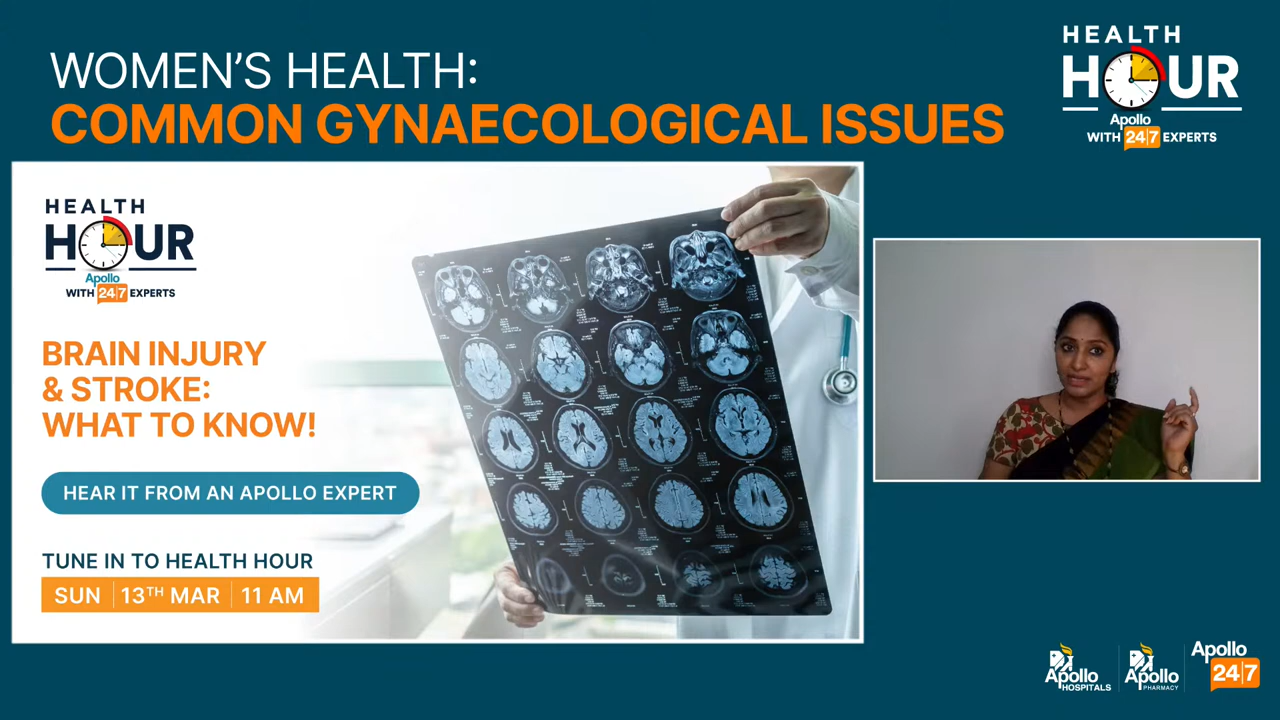 WOMEN'S HEALTH:
COMMON GYNAECOLOGICAL ISSUES
HEALTH
HOUR
Apollo
WITH 24|7 EXPERTS
HEALTH
HOUR
Apollo
WITH 24|7 EXPERTS
BRAIN INJURY
& STROKE:
WHAT TO KNOW!
HEAR IT FROM AN APOLLO EXPERT
TUNE IN TO HEALTH HOUR
SUN | 13TH MAR | 11 AM
Apollo
HOSPITALS
Apollo
PHARMACY
Apollo
24|7